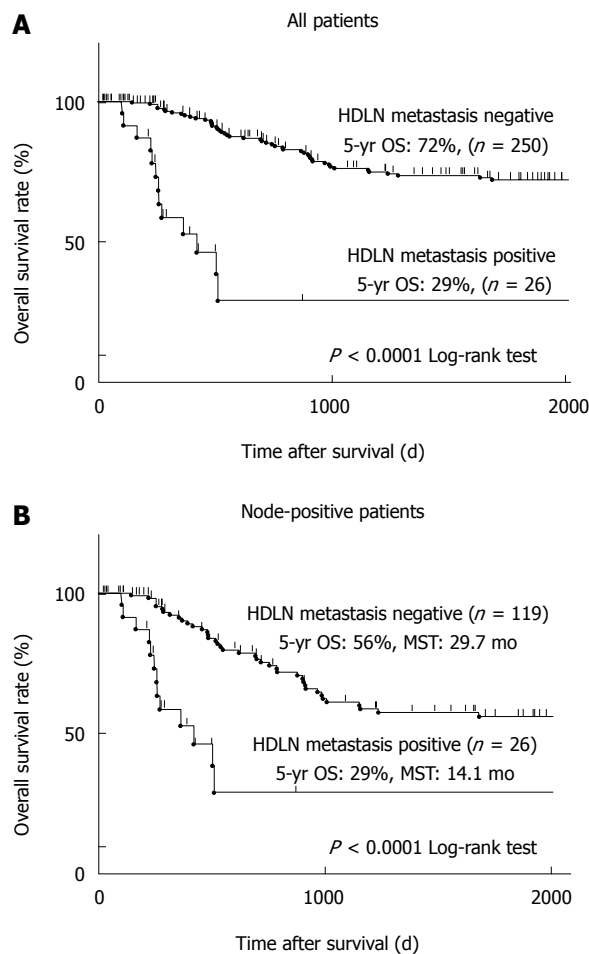 A
All patients
100
50
0
Overall survival rate (%)
HDLN metastasis negative
5-yr OS: 72%, (n = 250)
HDLN metastasis positive
5-yr OS: 29%, (n = 26)
P < 0.0001 Log-rank test
0
1000
2000
Time after survival (d)
B
Node-positive patients
100
50
0
Overall survival rate (%)
HDLN metastasis negative (n = 119)
5-yr OS: 56%, MST: 29.7 mo
HDLN metastasis positive (n = 26)
5-yr OS: 29%, MST: 14.1 mo
P < 0.0001 Log-rank test
0
1000
2000
Time after survival (d)